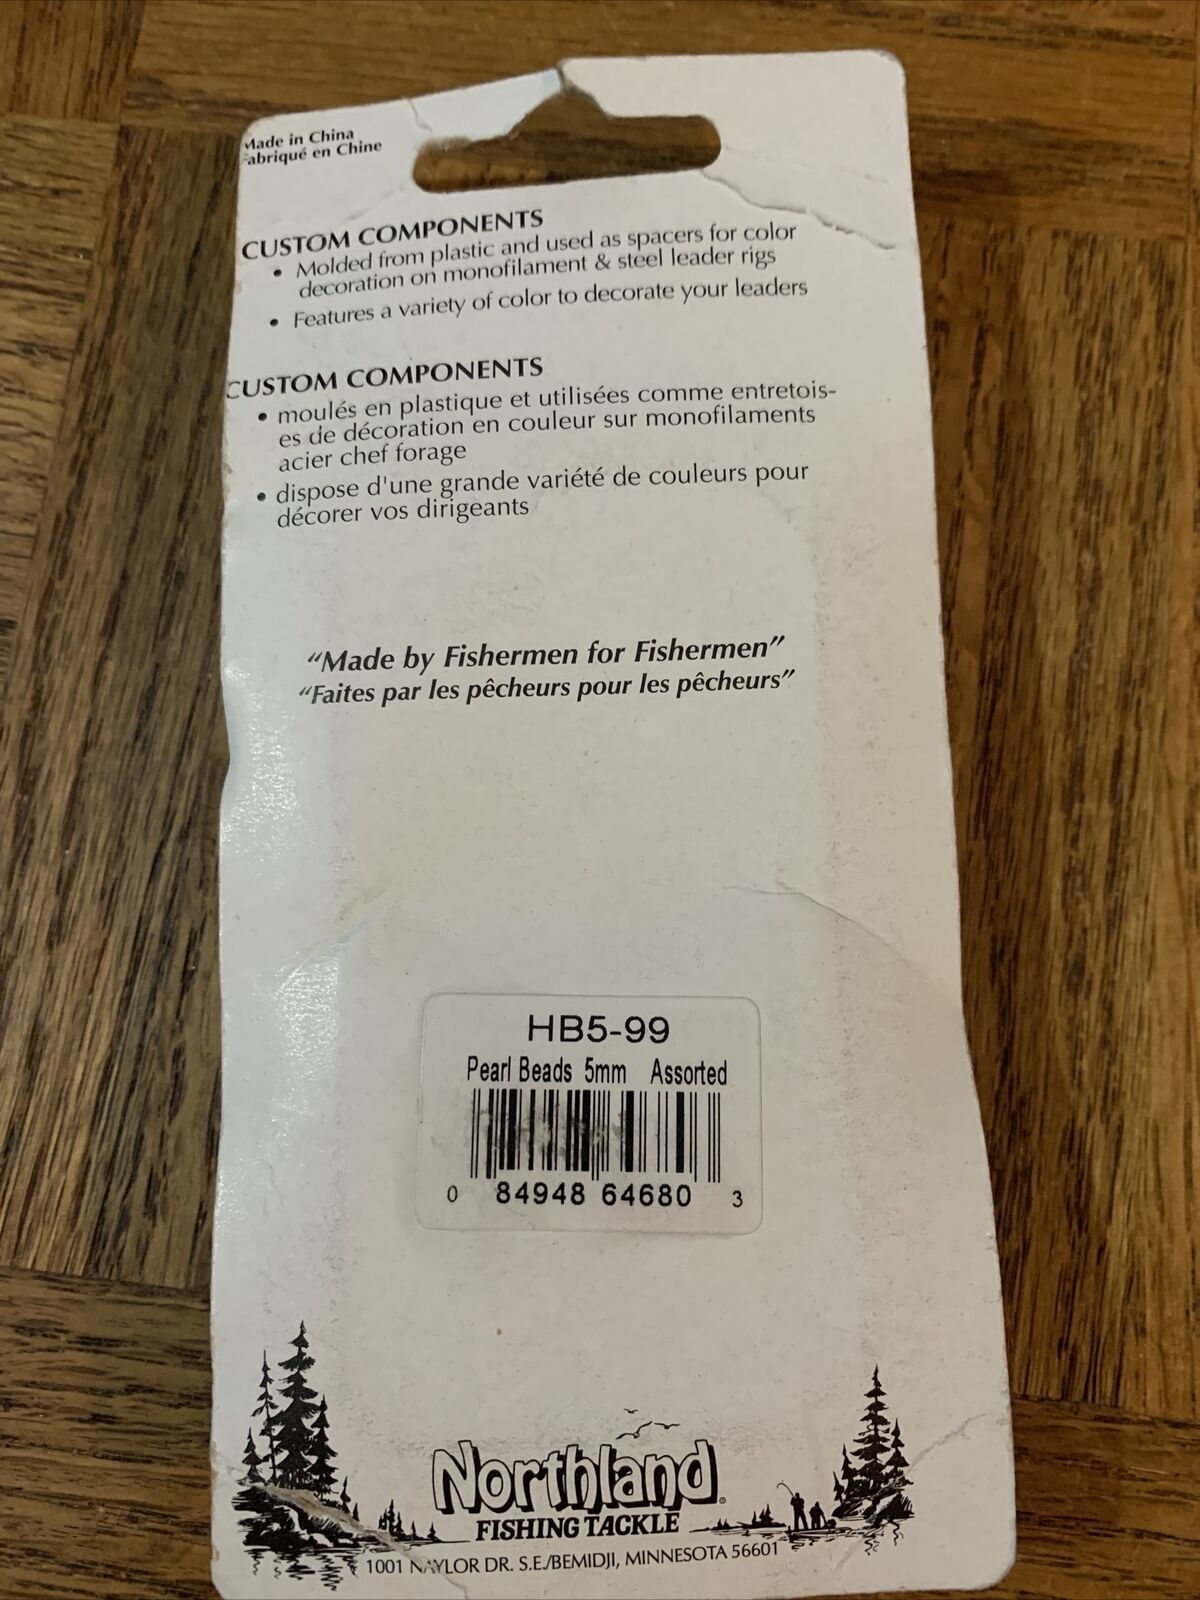 Made in China
Fabriqué en Chine
CUSTOM COMPONENTS
• Molded from plastic and used as spacers for color
decoration on monofilament & steel leader rigs
• Features a variety of color to decorate your leaders
CUSTOM COMPONENTS
• moulés en plastique et utilisées comme entretois-
es de décoration en couleur sur monofilaments
acier chef forage
• dispose d'une grande variété de couleurs pour
décorer vos dirigeants
"Made by Fishermen for Fishermen"
"Faites par les pêcheurs pour les pêcheurs"
HB5-99
Pearl Beads 5mm Assorted
0 84948 64680 3
Northland®
FISHING TACKLE
1001 NAYLOR DR. S.E./BEMIDJI, MINNESOTA 56601